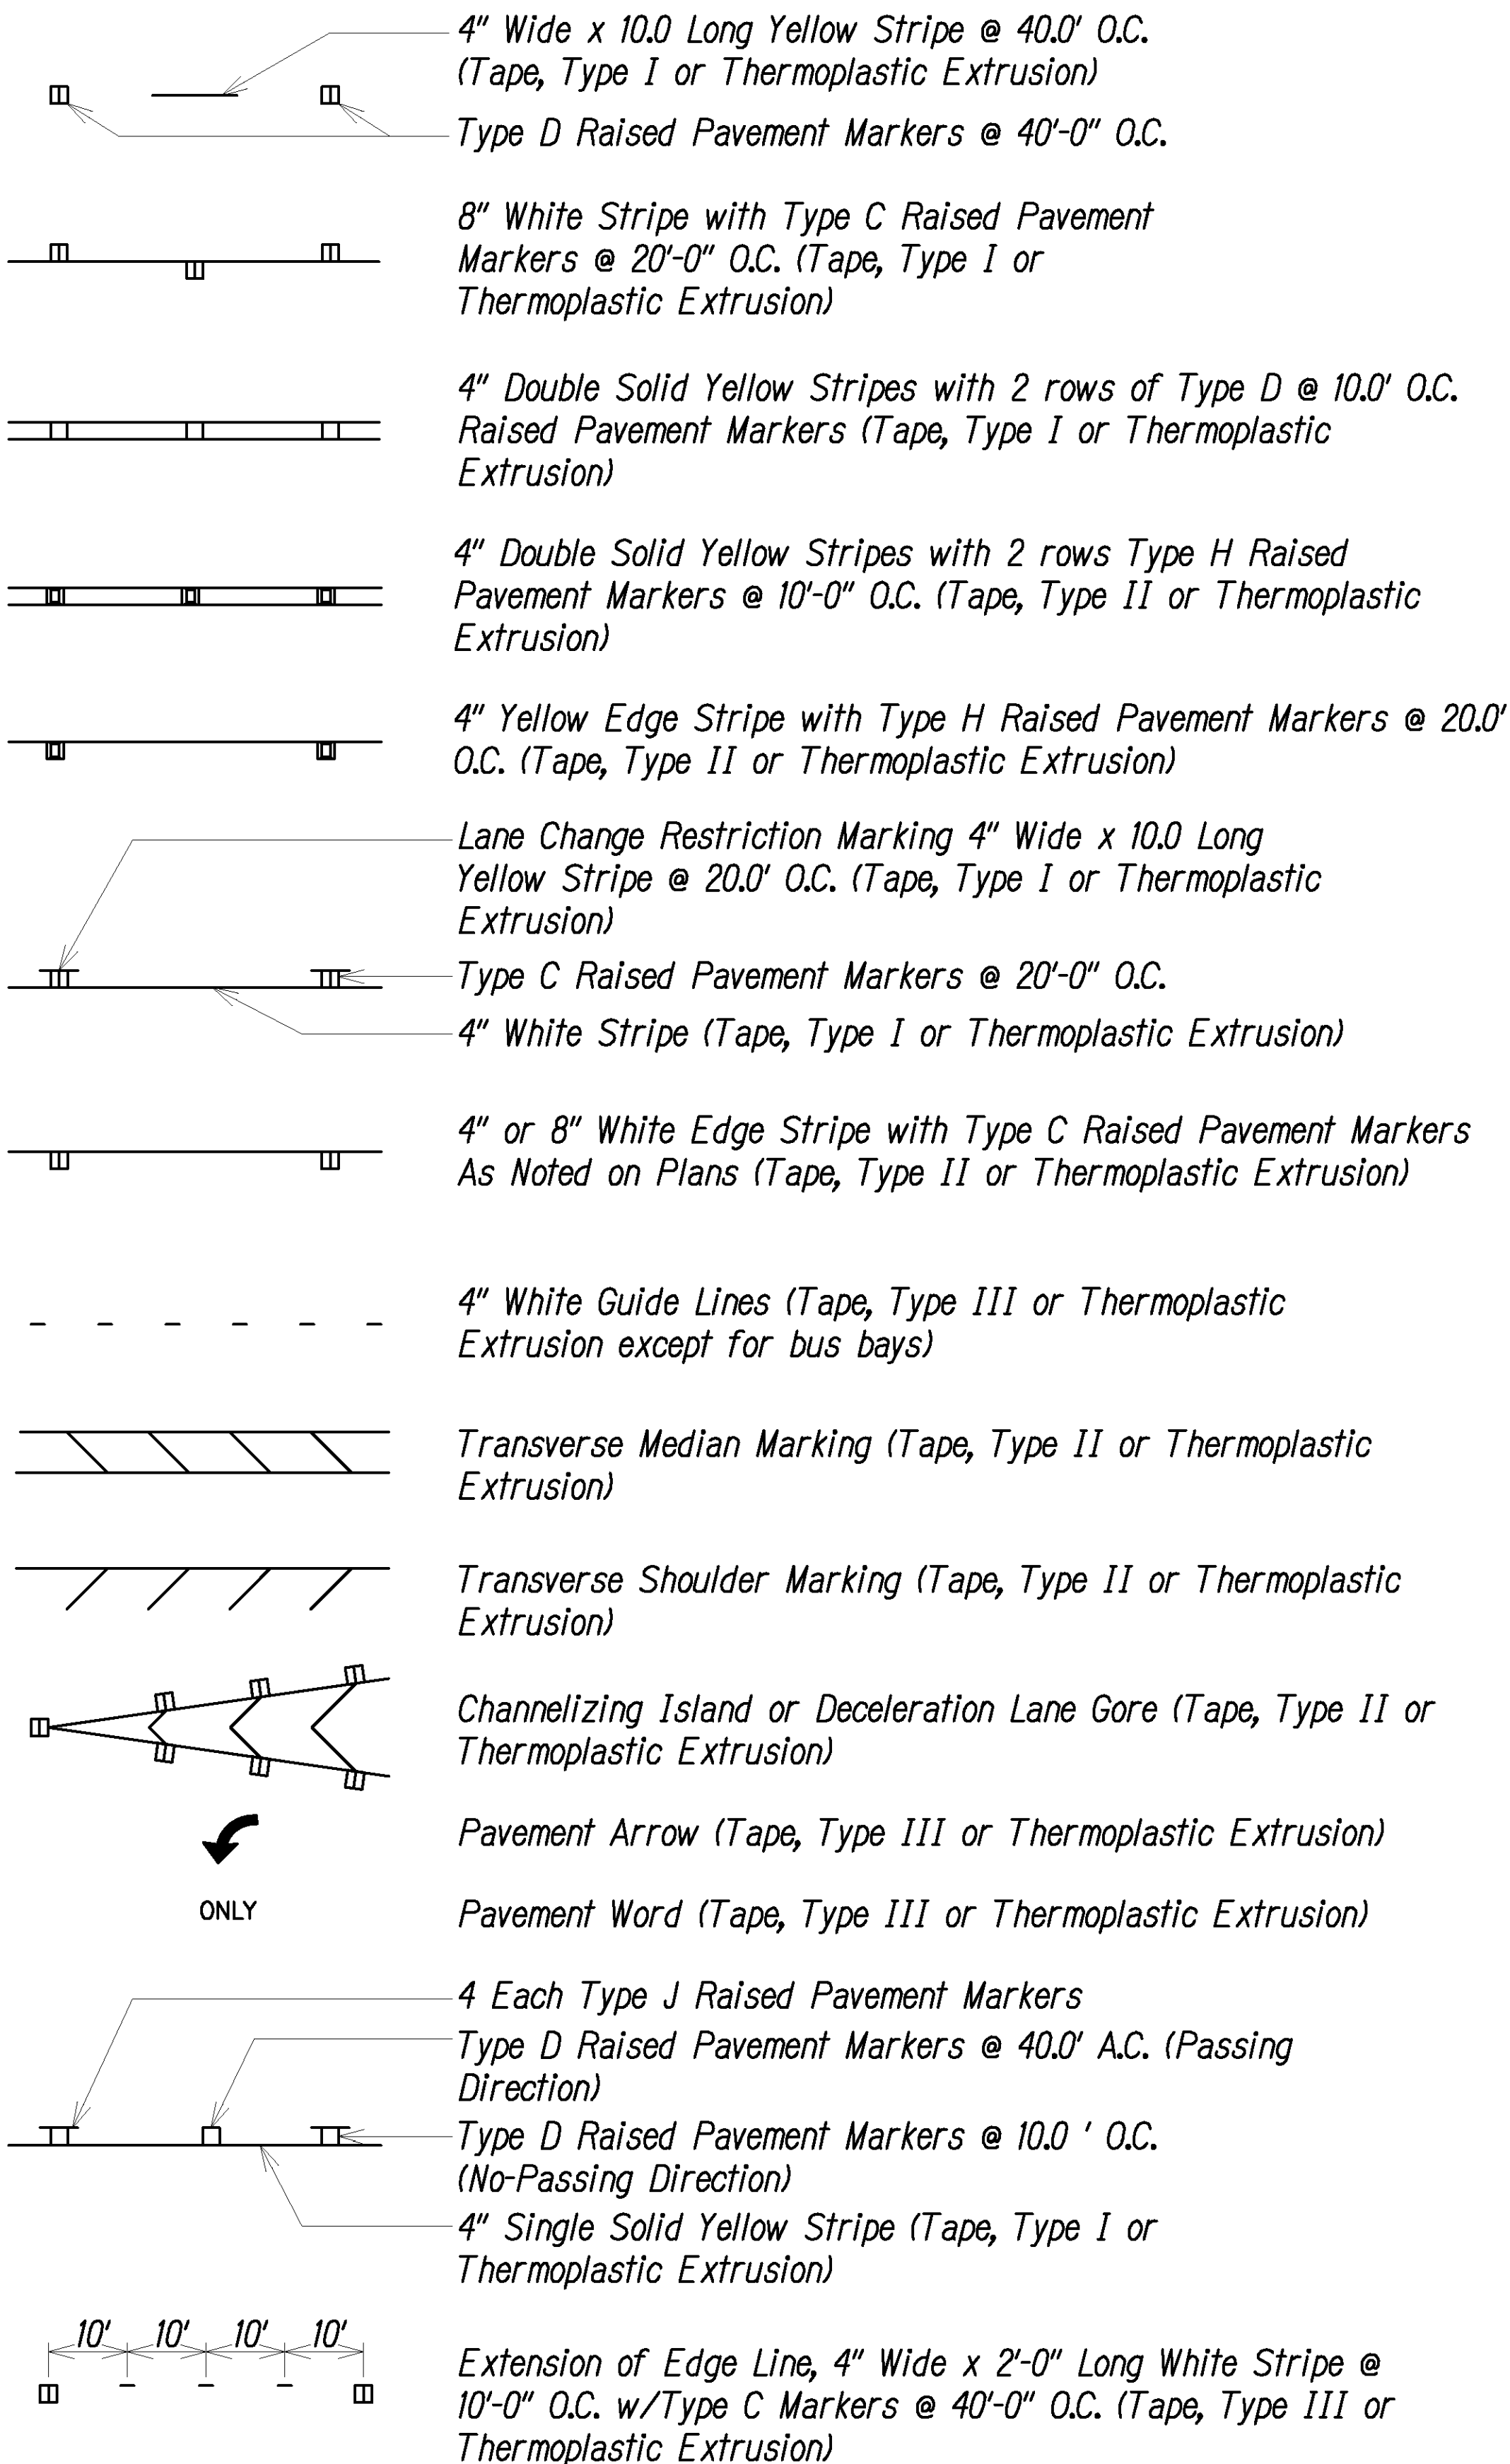 4" Wide x 10.0 Long Yellow Stripe @ 40.0' O.C.
(Tape, Type I or Thermoplastic Extrusion)
Type D Raised Pavement Markers @ 40'-0" O.C.
8" White Stripe with Type C Raised Pavement
Markers @ 20'-0" O.C. (Tape, Type I or
Thermoplastic Extrusion)
4" Double Solid Yellow Stripes with 2 rows of Type D @ 10.0' O.C.
Raised Pavement Markers (Tape, Type I or Thermoplastic
Extrusion)
4" Double Solid Yellow Stripes with 2 rows Type H Raised
Pavement Markers @ 10'-0" O.C. (Tape, Type II or Thermoplastic
Extrusion)
4" Yellow Edge Stripe with Type H Raised Pavement Markers @ 20.0'
O.C. (Tape, Type II or Thermoplastic Extrusion)
Lane Change Restriction Marking 4" Wide x 10.0 Long
Yellow Stripe @ 20.0' O.C. (Tape, Type I or Thermoplastic
Extrusion)
Type C Raised Pavement Markers @ 20'-0" O.C.
4" White Stripe (Tape, Type I or Thermoplastic Extrusion)
4" or 8" White Edge Stripe with Type C Raised Pavement Markers
As Noted on Plans (Tape, Type II or Thermoplastic Extrusion)
4" White Guide Lines (Tape, Type III or Thermoplastic
Extrusion except for bus bays)
Transverse Median Marking (Tape, Type II or Thermoplastic
Extrusion)
Transverse Shoulder Marking (Tape, Type II or Thermoplastic
Extrusion)
Channelizing Island or Deceleration Lane Gore (Tape, Type II or
Thermoplastic Extrusion)
Pavement Arrow (Tape, Type III or Thermoplastic Extrusion)
ONLY
Pavement Word (Tape, Type III or Thermoplastic Extrusion)
4 Each Type J Raised Pavement Markers
Type D Raised Pavement Markers @ 40.0' A.C. (Passing
Direction)
Type D Raised Pavement Markers @ 10.0 ' O.C.
(No-Passing Direction)
4" Single Solid Yellow Stripe (Tape, Type I or
Thermoplastic Extrusion)
10' 10' 10' 10'
Extension of Edge Line, 4" Wide x 2'-0" Long White Stripe @
10'-0" O.C. w/Type C Markers @ 40'-0" O.C. (Tape, Type III or
Thermoplastic Extrusion)